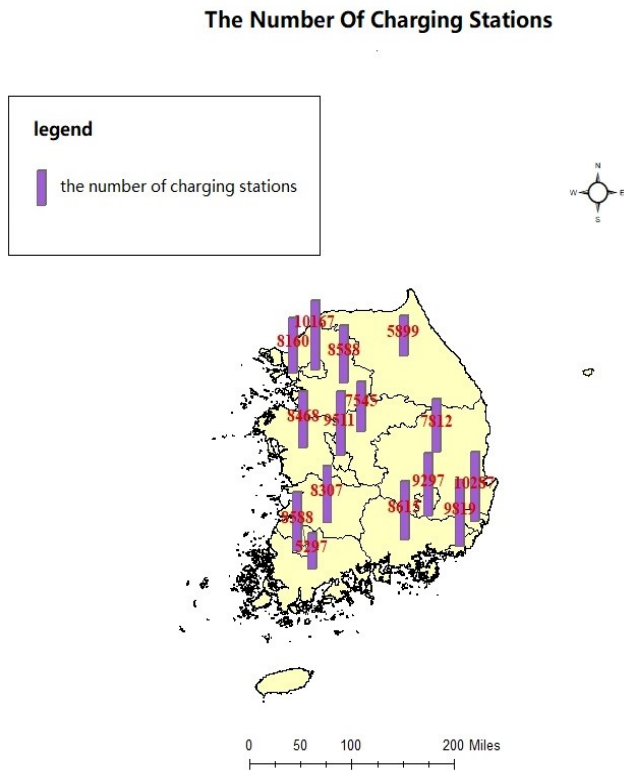 The Number Of Charging Stations
legend
the number of charging stations
N
W E
S
10167
8160
8588
5899
7545
8468
9511
7812
8307
9297
10287
8588
8615
9819
5297
0 50 100 200 Miles